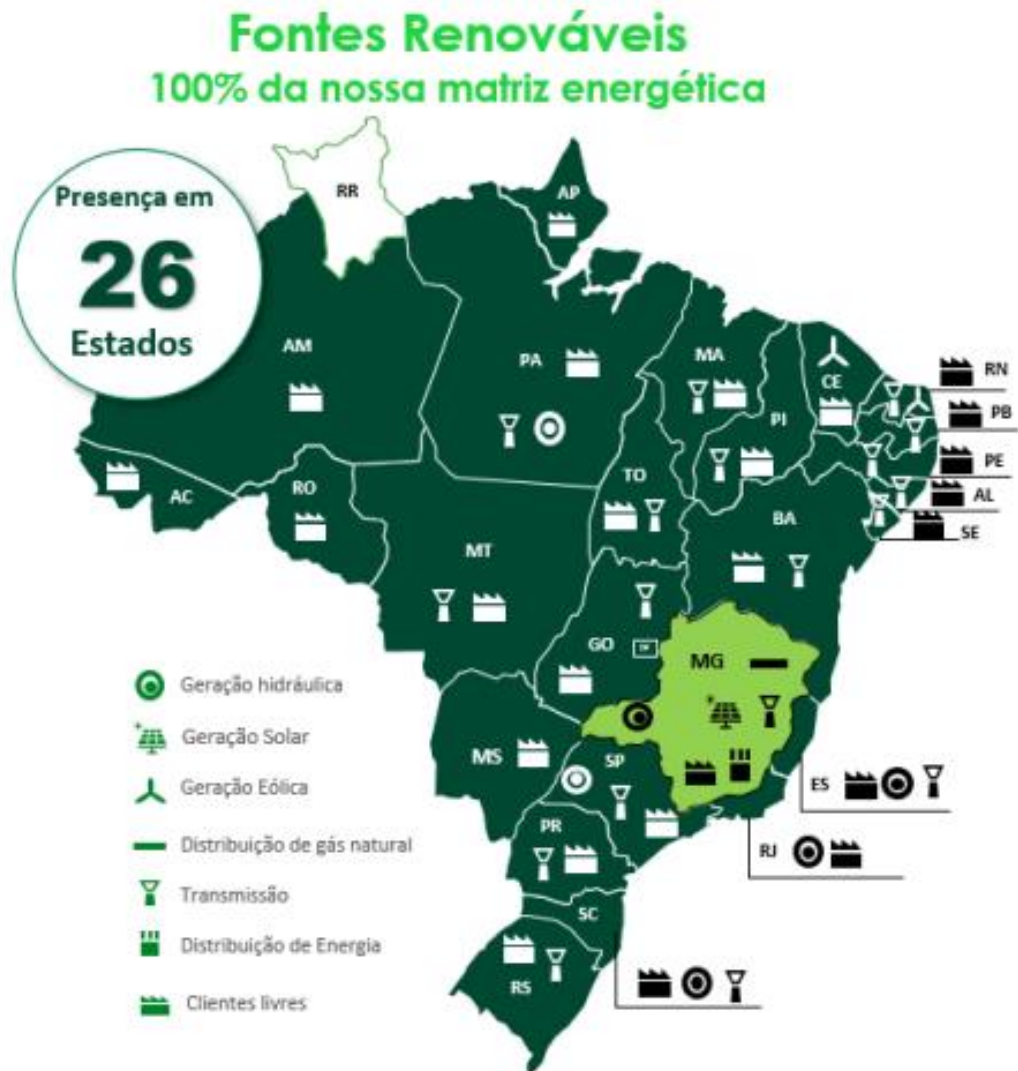 Fontes Renováveis
100% da nossa matriz energética
Presença em
26
Estados
RR
AP
AM
PA
MA
CE
RN
PB
PI
PE
TO
AL
AC
RO
BA
SE
MT
GO
MG
MS
SP
ES
PR
RJ
SC
RS
Geração hidráulica
Geração Solar
Geração Eólica
Distribuição de gás natural
Transmissão
Distribuição de Energia
Clientes livres